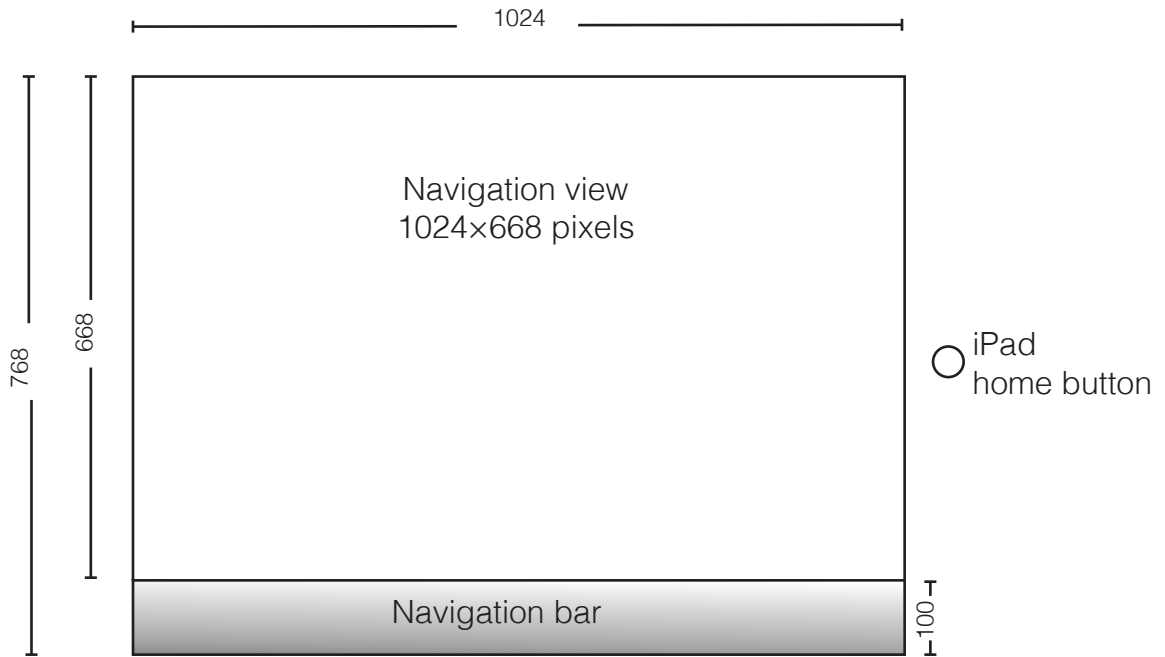 1024
Navigation view
1024×668 pixels
668
768
iPad
home button
Navigation bar
100